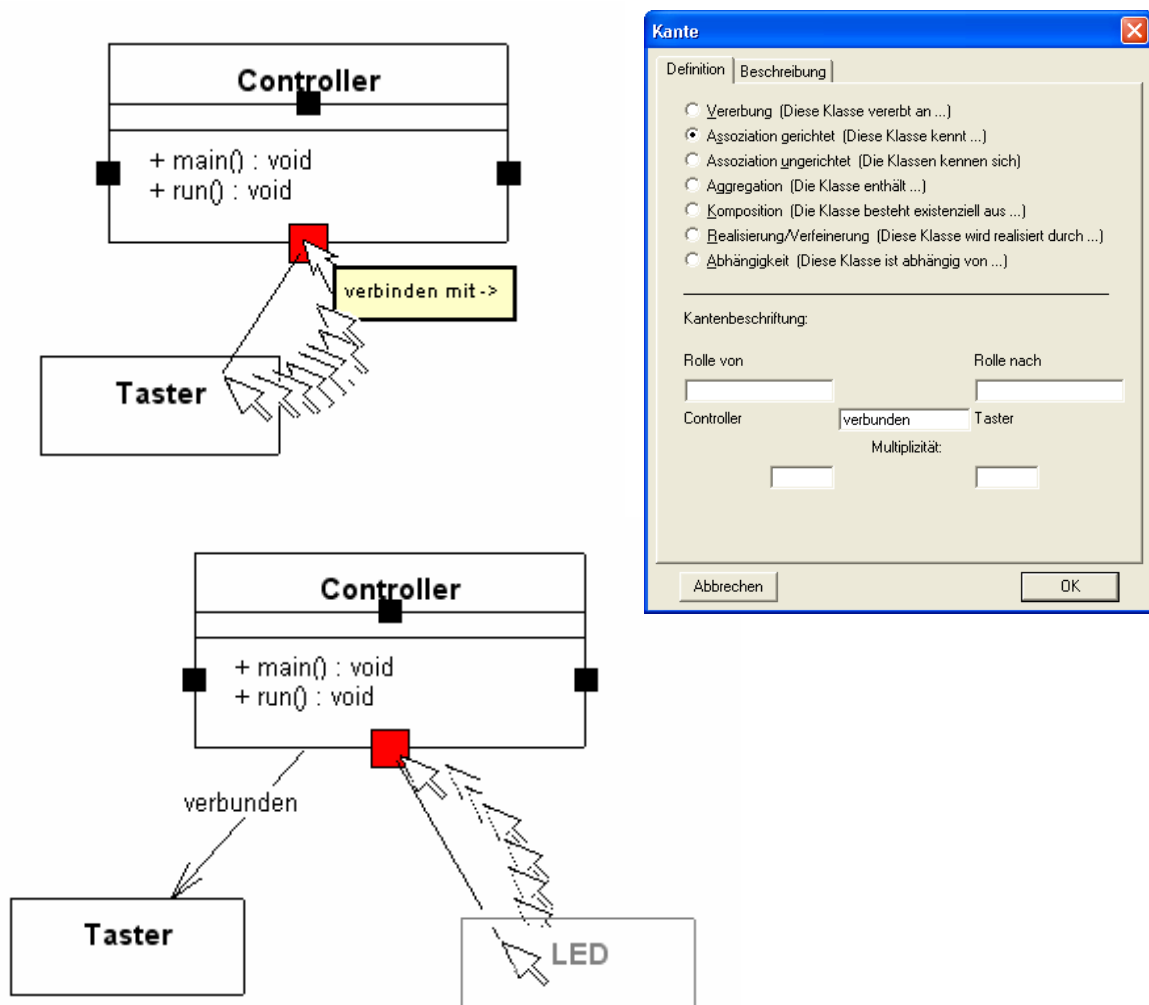 Controller
+ main() : void
+ run() : void
verbinden mit ->
Taster
Kante
Definition
Beschreibung
Vererbung (Diese Klasse vererbt an ...)
Assoziation gerichtet (Diese Klasse kennt ...)
Assoziation ungerichtet (Die Klassen kennen sich)
Aggregation (Die Klasse enthält ...)
Komposition (Die Klasse besteht existenziell aus ...)
Realisierung/Verfeinerung (Diese Klasse wird realisiert durch ...)
Abhängigkeit (Diese Klasse ist abhängig von ...)
Kantenbeschriftung:
Rolle von
Rolle nach
Controller
verbunden
Taster
Multiplizität:
Abbrechen
OK
Controller
+ main() : void
+ run() : void
verbunden
Taster
LED